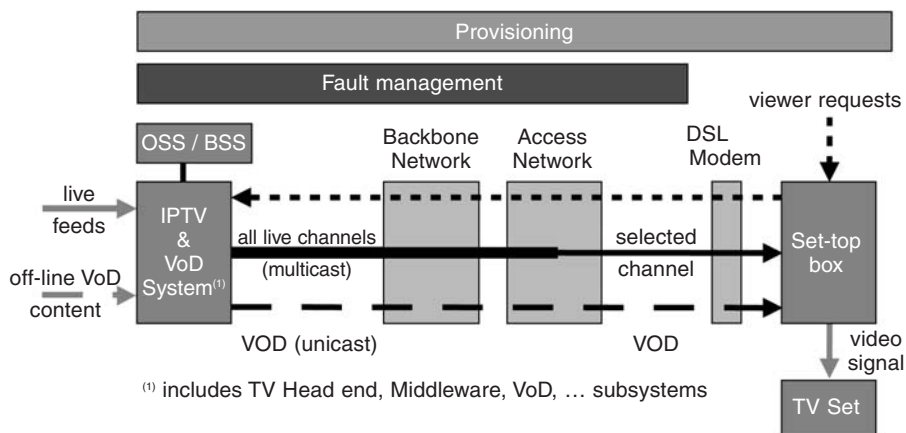 Provisioning
Fault management
viewer requests
OSS / BSS
Backbone
Network
Access
Network
DSL
Modem
live
feeds
IPTV
&
VoD
System(1)
all live channels
(multicast)
selected
channel
Set-top
box
off-line VoD
content
VOD (unicast)
VOD
video
signal
(1) includes TV Head end, Middleware, VoD, … subsystems
TV Set